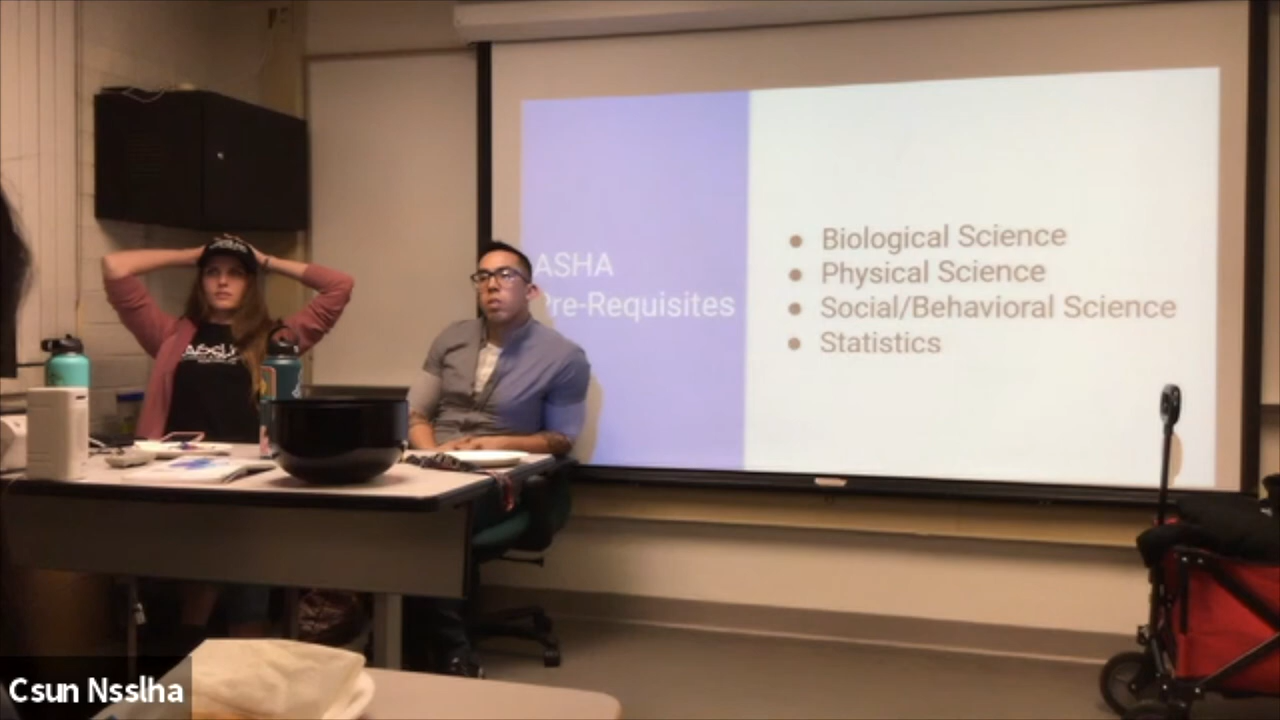 ASHA
Pre-Requisites
Biological Science
Physical Science
Social/Behavioral Science
Statistics
Csun Nsslha